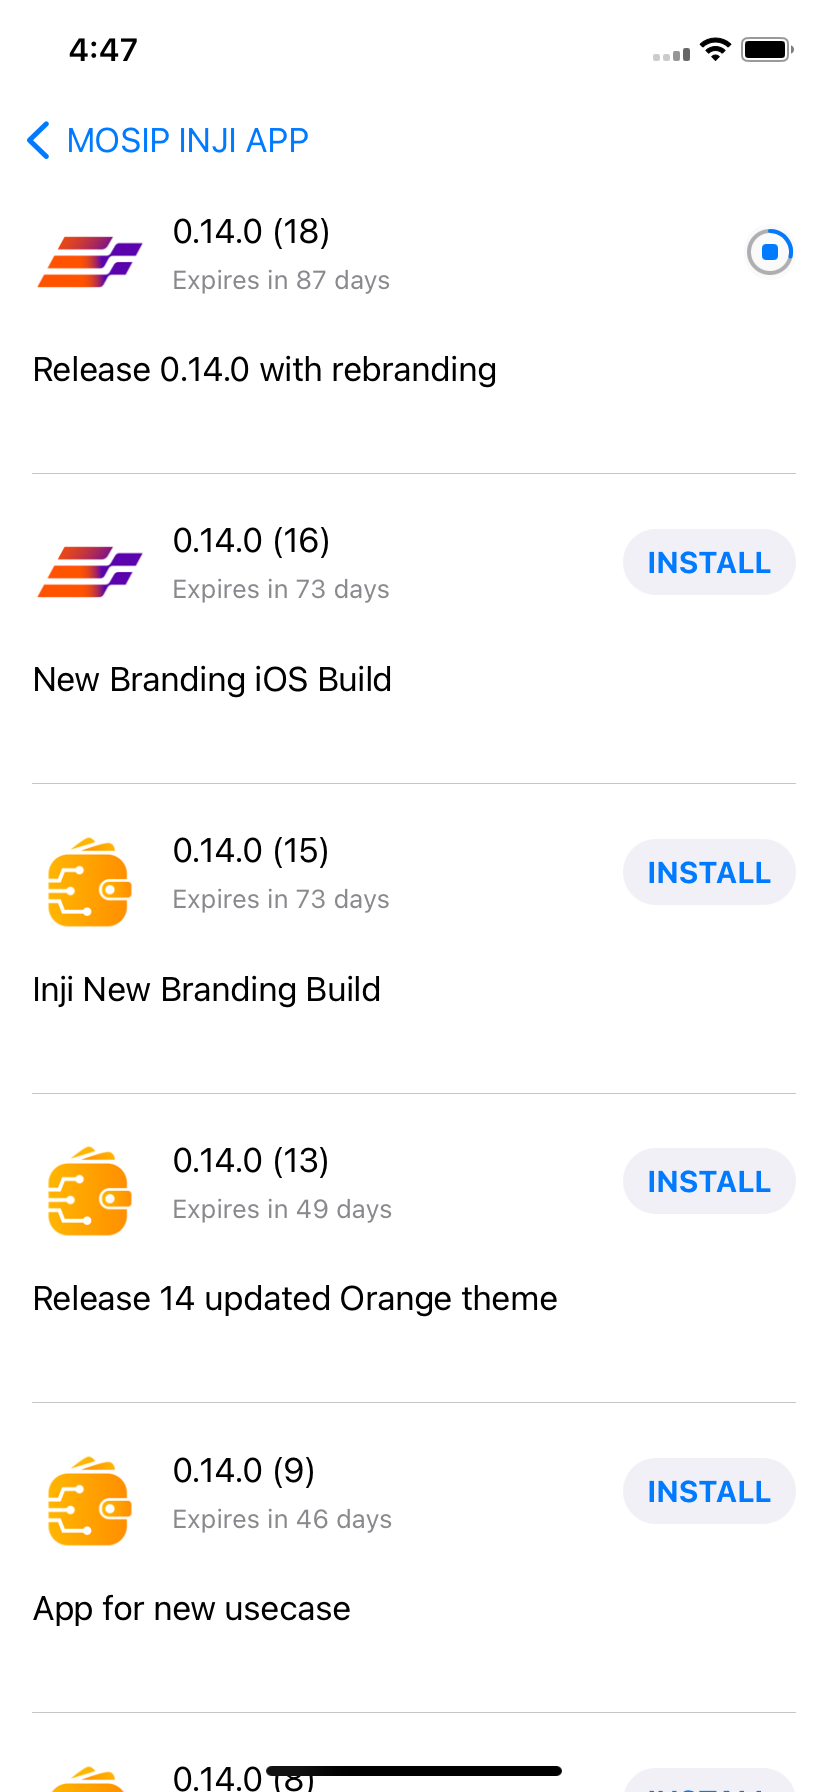 4:47
MOSIP INJI APP
0.14.0 (18)
Expires in 87 days
Release 0.14.0 with rebranding
0.14.0 (16)
Expires in 73 days
INSTALL
New Branding iOS Build
0.14.0 (15)
Expires in 73 days
INSTALL
Inji New Branding Build
0.14.0 (13)
Expires in 49 days
INSTALL
Release 14 updated Orange theme
0.14.0 (9)
Expires in 46 days
INSTALL
App for new usecase
0.14.0 (8)